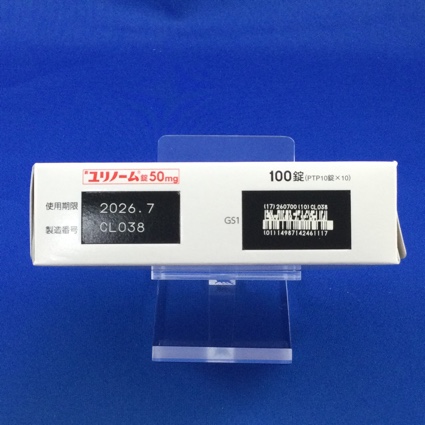 ユリノーム®錠50mg
100錠(PTP10錠×10)
使用期限 2026.7
製造番号 CL038
GS1
(17)260700(10)CL038
(01)14987142461117